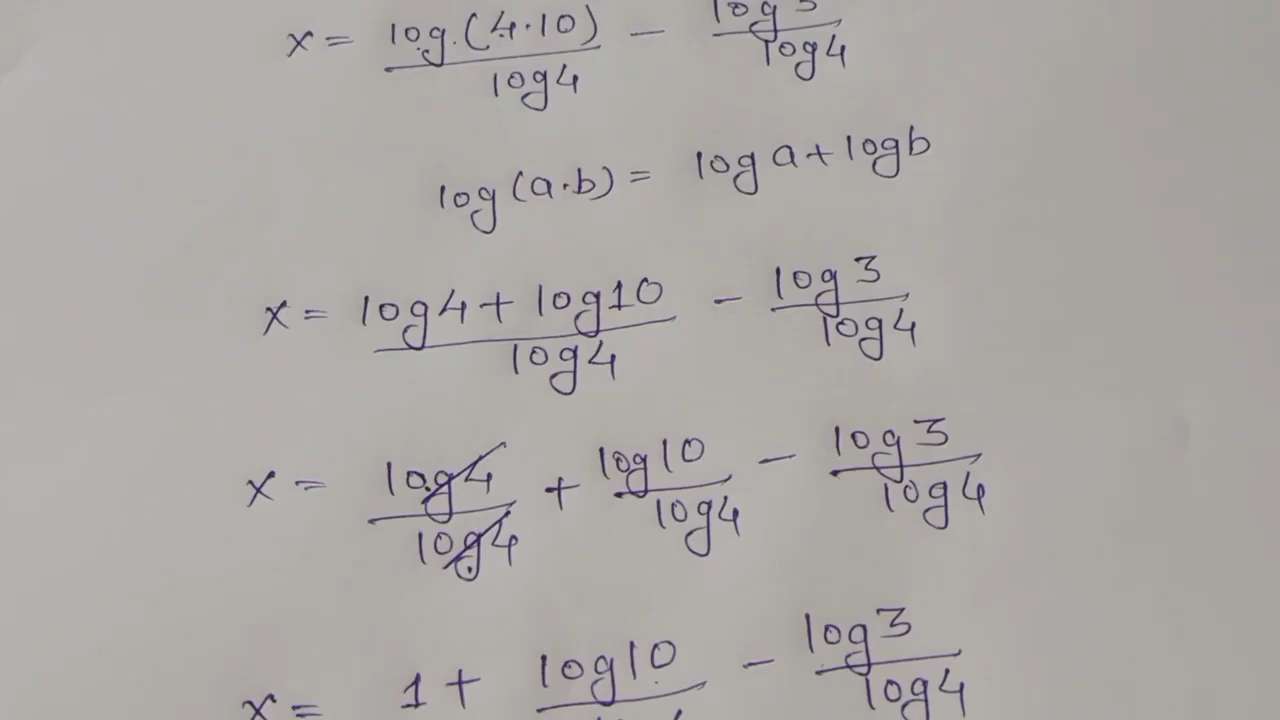 x = log(4·10)/log4 - log3/log4
log(a·b) = log a + log b
x = log4 + log10/log4 - log3/log4
x = log4/log4 + log10/log4 - log3/log4
x = 1 + log10 - log3/log4